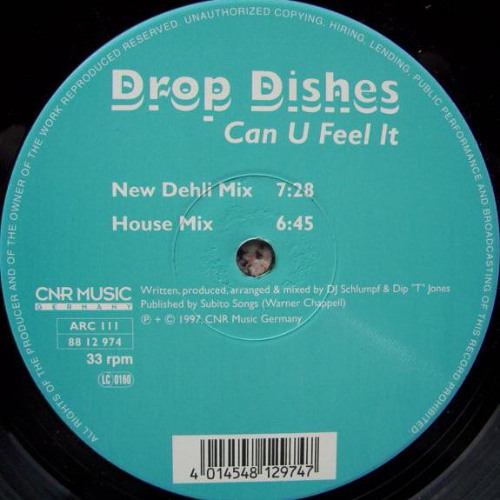 ALL RIGHTS OF THE PRODUCER AND OF THE OWNER OF THE WORK REPRODUCED RESERVED. UNAUTHORIZED COPYING, HIRING, LENDING, PUBLIC PERFORMANCE AND BROADCASTING OF THIS RECORD PROHIBITED.
Drop Dishes
Can U Feel It
New Dehli Mix 7:28
House Mix 6:45
Written, produced, arranged & mixed by DJ Schlumpf & Dip "T" Jones
Published by Subito Songs (Warner Chappell)
℗ + © 1997, CNR Music Germany
CNR MUSIC
GERMANY
ARC 111
88 12 974
33 rpm
LC 0160
4 014548 129747